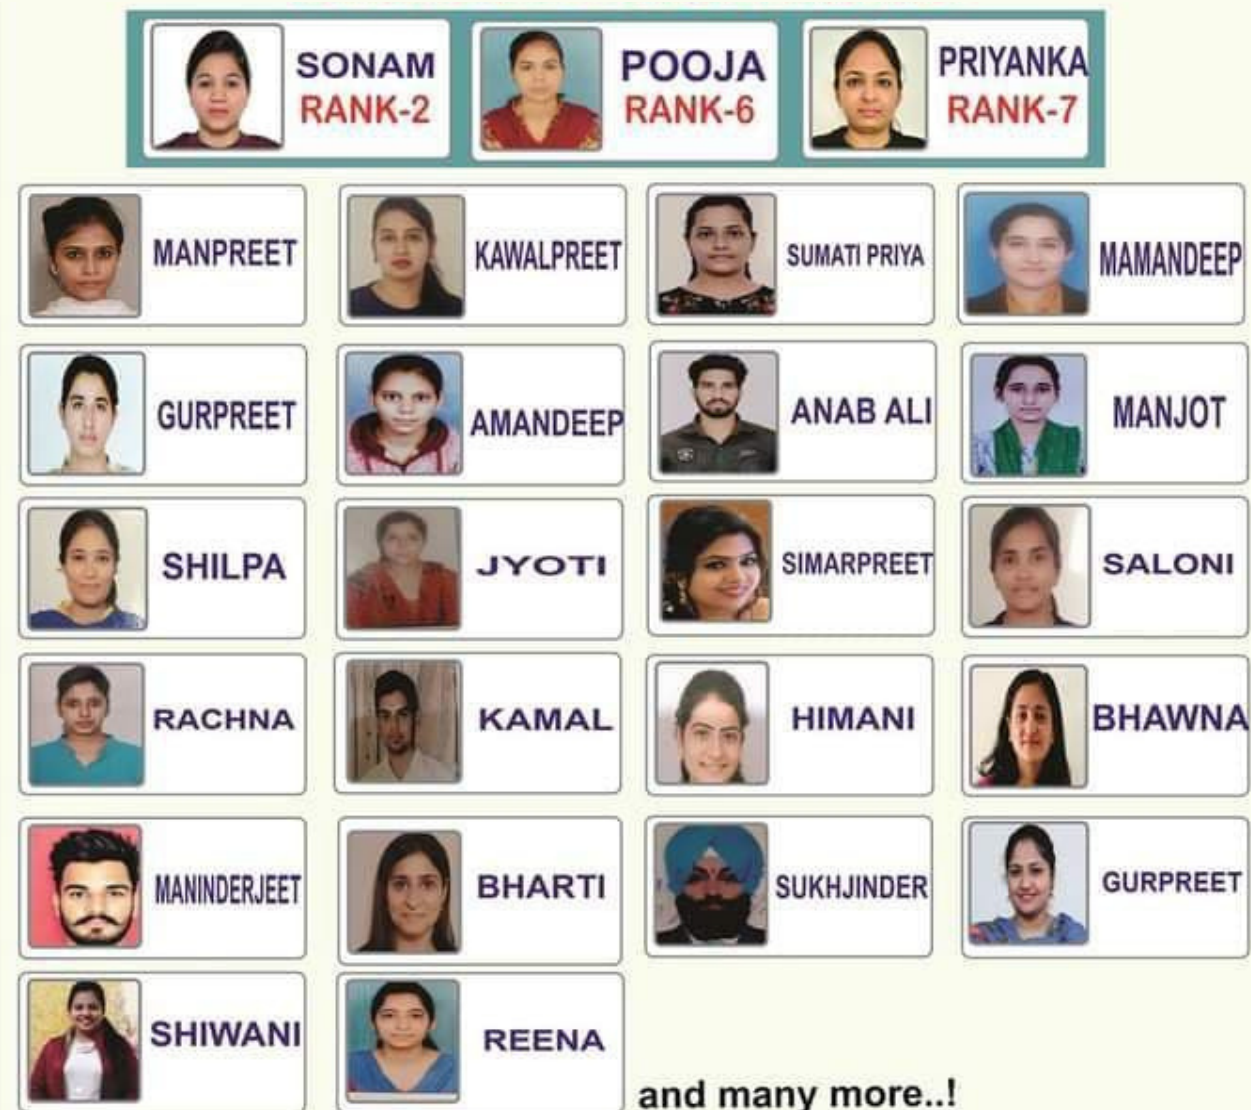 SONAM
RANK-2
POOJA
RANK-6
PRIYANKA
RANK-7
MANPREET
KAWALPREET
SUMATI PRIYA
MAMANDEEP
GURPREET
AMANDEEP
ANAB ALI
MANJOT
SHILPA
JYOTI
SIMARPREET
SALONI
RACHNA
KAMAL
HIMANI
BHAWNA
MANINDERJEET
BHARTI
SUKHJINDER
GURPREET
SHIWANI
REENA
and many more..!